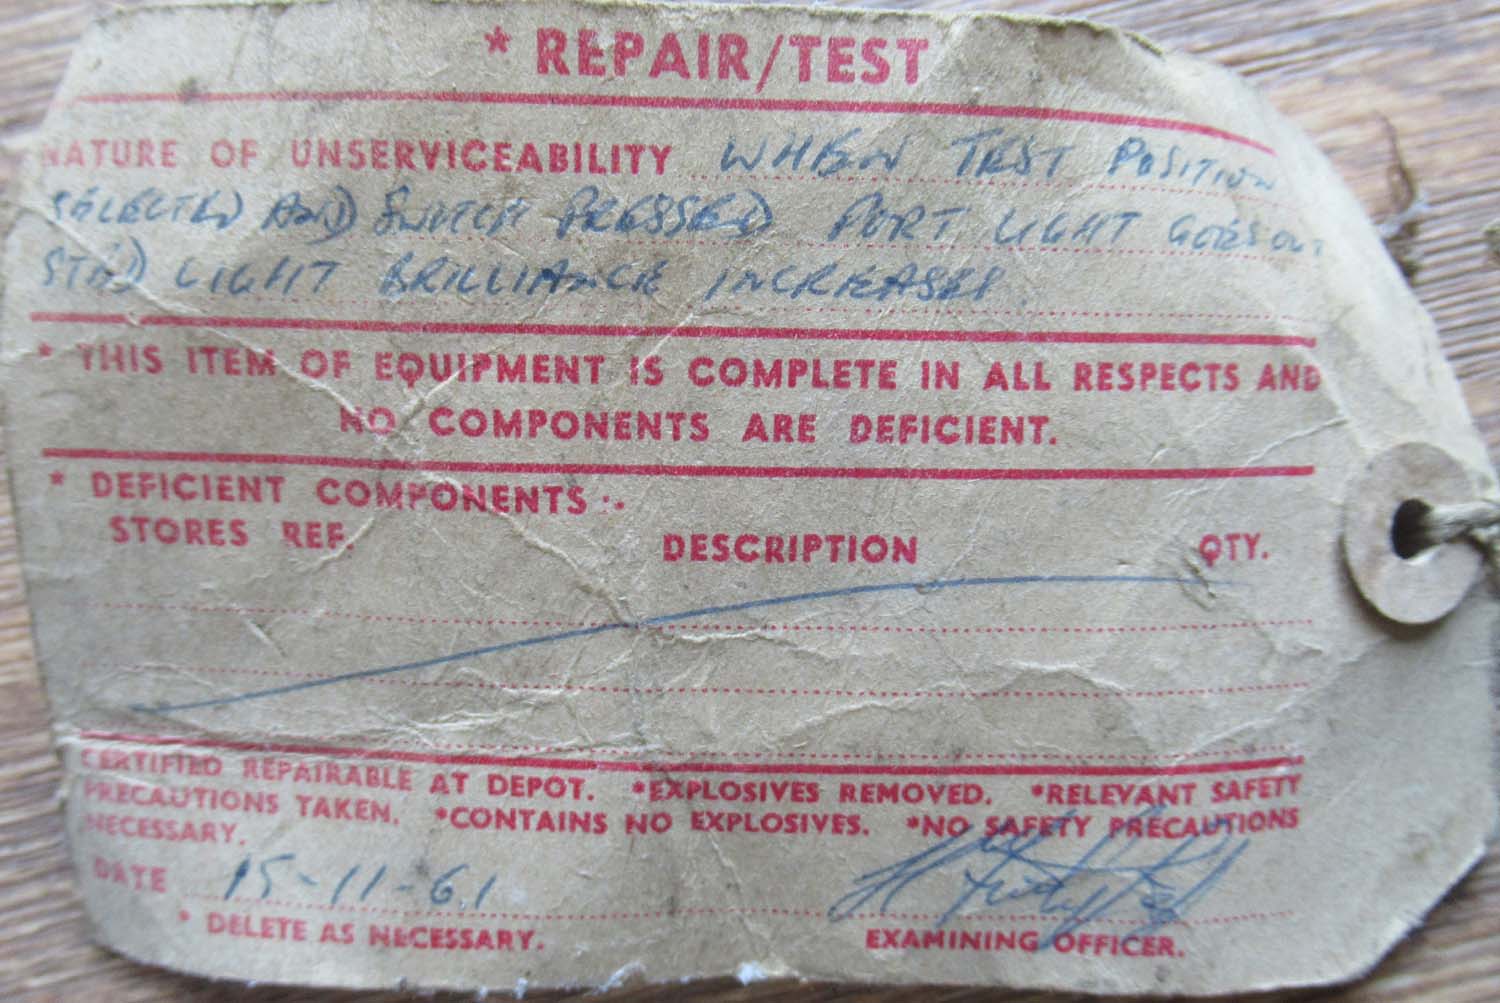 * REPAIR/TEST
NATURE OF UNSERVICEABILITY WHEN TEST POSITION
SELECTED AND SWITCH PRESSED PORT LIGHT GOES OUT
STBD LIGHT BRILLIANCE INCREASES.
* THIS ITEM OF EQUIPMENT IS COMPLETE IN ALL RESPECTS AND
NO COMPONENTS ARE DEFICIENT.
* DEFICIENT COMPONENTS :-
STORES REF. DESCRIPTION QTY.
CERTIFIED REPAIRABLE AT DEPOT. *EXPLOSIVES REMOVED. *RELEVANT SAFETY
PRECAUTIONS TAKEN. *CONTAINS NO EXPLOSIVES. *NO SAFETY PRECAUTIONS
NECESSARY.
DATE 15-11-61
* DELETE AS NECESSARY. EXAMINING OFFICER.